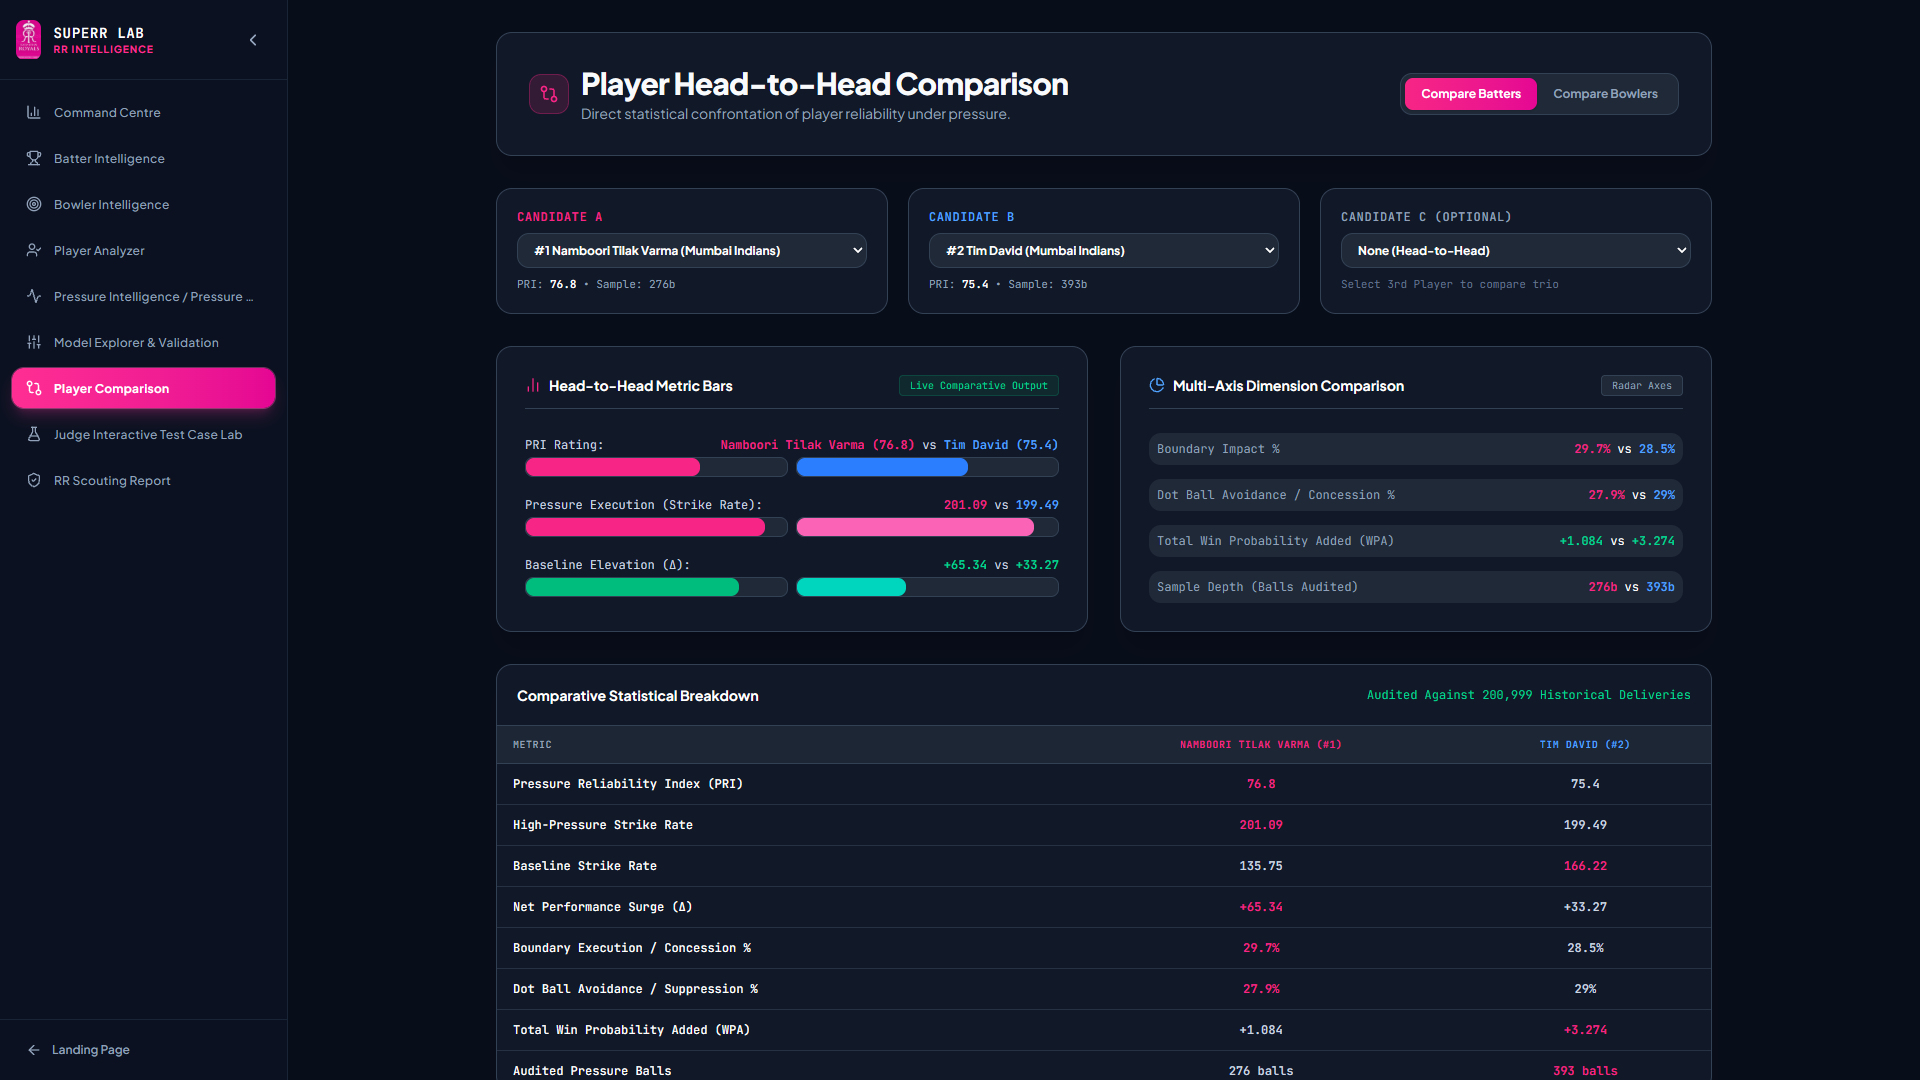 SUPERR LAB
RR INTELLIGENCE
Command Centre
Batter Intelligence
Bowler Intelligence
Player Analyzer
Pressure Intelligence / Pressure ...
Model Explorer & Validation
Player Comparison
Judge Interactive Test Case Lab
RR Scouting Report
Landing Page
Player Head-to-Head Comparison
Direct statistical confrontation of player reliability under pressure.
Compare Batters
Compare Bowlers
CANDIDATE A
#1 Namboori Tilak Varma (Mumbai Indians)
PRI: 76.8 • Sample: 276b
CANDIDATE B
#2 Tim David (Mumbai Indians)
PRI: 75.4 • Sample: 393b
CANDIDATE C (OPTIONAL)
None (Head-to-Head)
Select 3rd Player to compare trio
Head-to-Head Metric Bars
Live Comparative Output
PRI Rating: Namboori Tilak Varma (76.8) vs Tim David (75.4)
Pressure Execution (Strike Rate): 201.09 vs 199.49
Baseline Elevation (Δ): +65.34 vs +33.27
Multi-Axis Dimension Comparison
Radar Axes
Boundary Impact % 29.7% vs 28.5%
Dot Ball Avoidance / Concession % 27.9% vs 29%
Total Win Probability Added (WPA) +1.084 vs +3.274
Sample Depth (Balls Audited) 276b vs 393b
Comparative Statistical Breakdown
Audited Against 200,999 Historical Deliveries
METRIC NAMBOORI TILAK VARMA (#1) TIM DAVID (#2)
Pressure Reliability Index (PRI) 76.8 75.4
High-Pressure Strike Rate 201.09 199.49
Baseline Strike Rate 135.75 166.22
Net Performance Surge (Δ) +65.34 +33.27
Boundary Execution / Concession % 29.7% 28.5%
Dot Ball Avoidance / Suppression % 27.9% 29%
Total Win Probability Added (WPA) +1.084 +3.274
Audited Pressure Balls 276 balls 393 balls